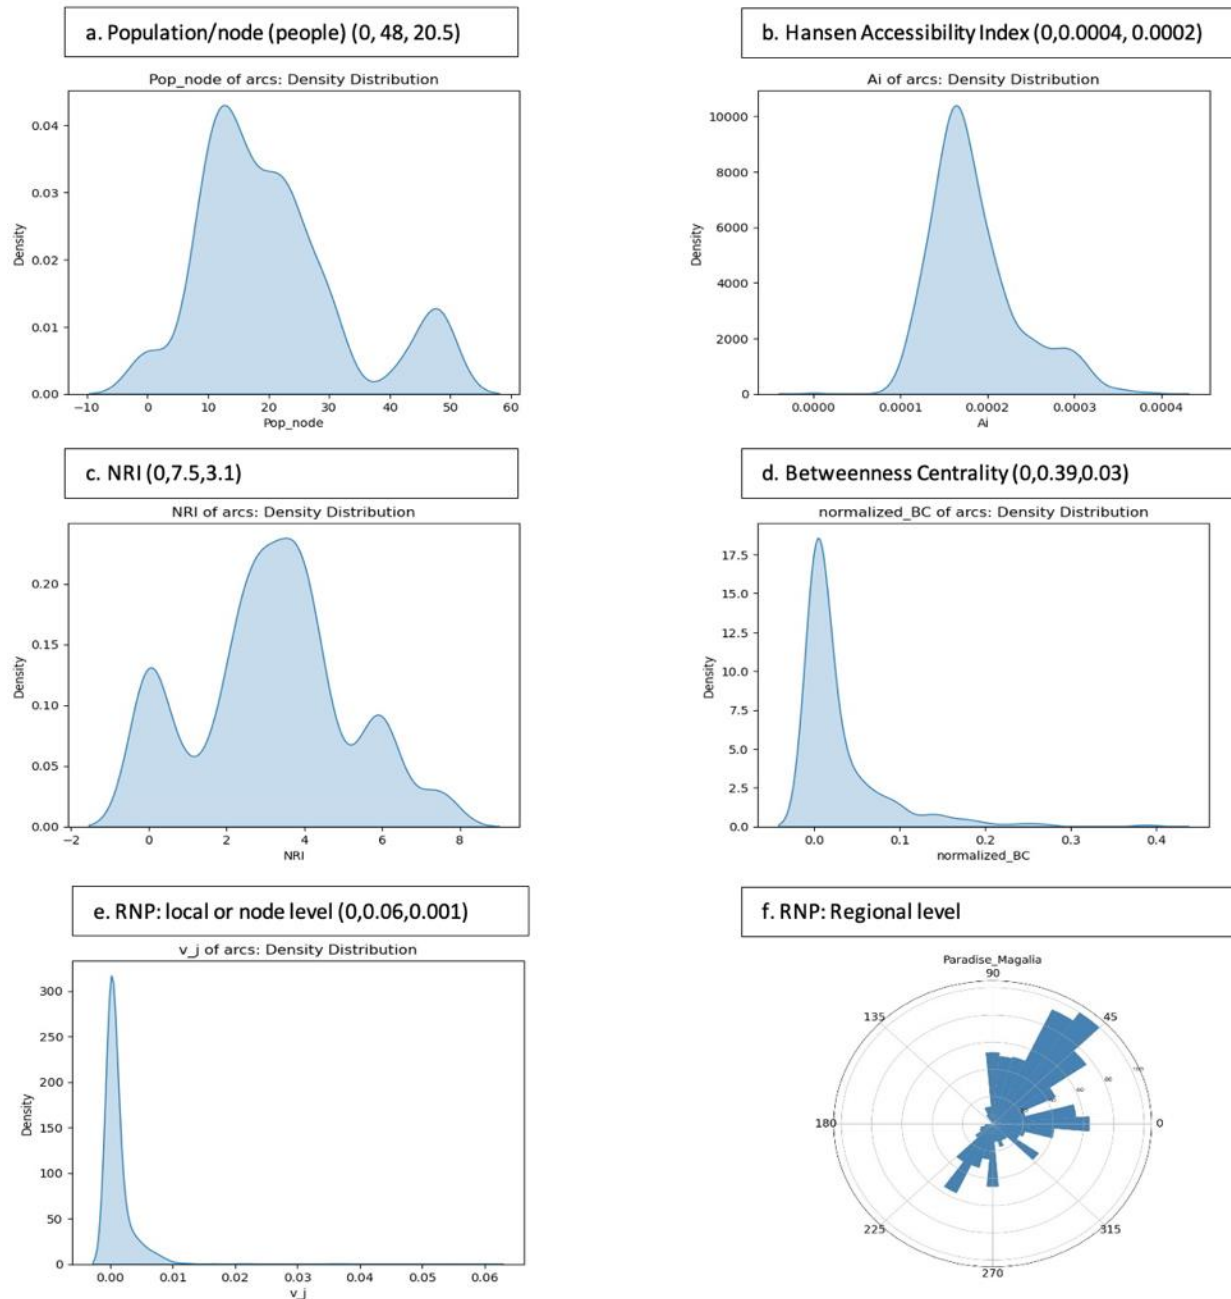 a. Population/node (people) (0, 48, 20.5)
Pop_node of arcs: Density Distribution
0.04
0.03
0.02
0.01
0.00
Density
−10 0 10 20 30 40 50 60
Pop_node
b. Hansen Accessibility Index (0,0.0004, 0.0002)
Ai of arcs: Density Distribution
10000
8000
6000
4000
2000
0
Density
0.0000 0.0001 0.0002 0.0003 0.0004
Ai
c. NRI (0,7.5,3.1)
NRI of arcs: Density Distribution
0.20
0.15
0.10
0.05
0.00
Density
−2 0 2 4 6 8
NRI
d. Betweenness Centrality (0,0.39,0.03)
normalized_BC of arcs: Density Distribution
17.5
15.0
12.5
10.0
7.5
5.0
2.5
0.0
Density
0.0 0.1 0.2 0.3 0.4
normalized_BC
e. RNP: local or node level (0,0.06,0.001)
v_j of arcs: Density Distribution
300
250
200
150
100
50
0
Density
0.00 0.01 0.02 0.03 0.04 0.05 0.06
v_j
f. RNP: Regional level
Paradise_Magalia
90
135 45
180 0
225 315
270